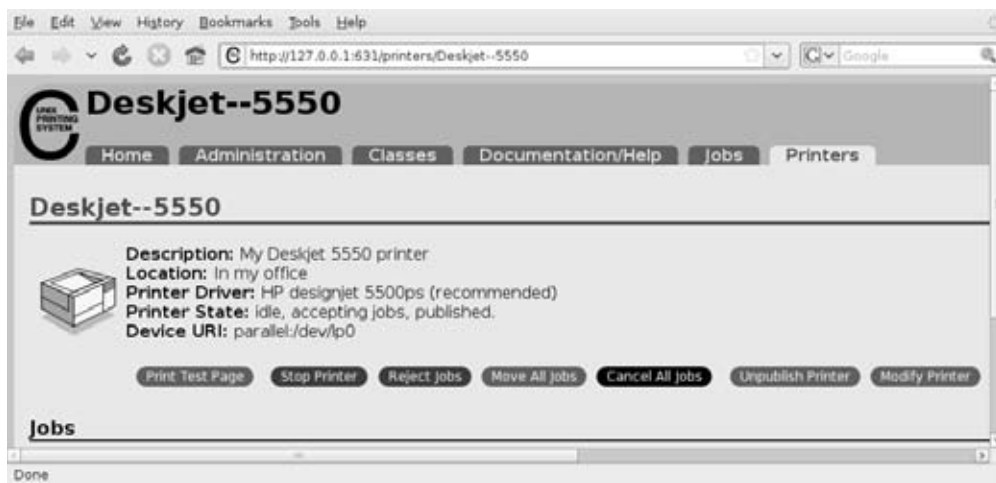 File Edit View History Bookmarks Tools Help
http://127.0.0.1:631/printers/Deskjet--5550 Google
UNIX
PRINTING
SYSTEM
Deskjet--5550
Home Administration Classes Documentation/Help Jobs Printers
Deskjet--5550
Description: My Deskjet 5550 printer
Location: In my office
Printer Driver: HP designjet 5500ps (recommended)
Printer State: idle, accepting jobs, published.
Device URI: parallel:/dev/lp0
Print Test Page Stop Printer Reject Jobs Move All Jobs Cancel All Jobs Unpublish Printer Modify Printer
Jobs
Done